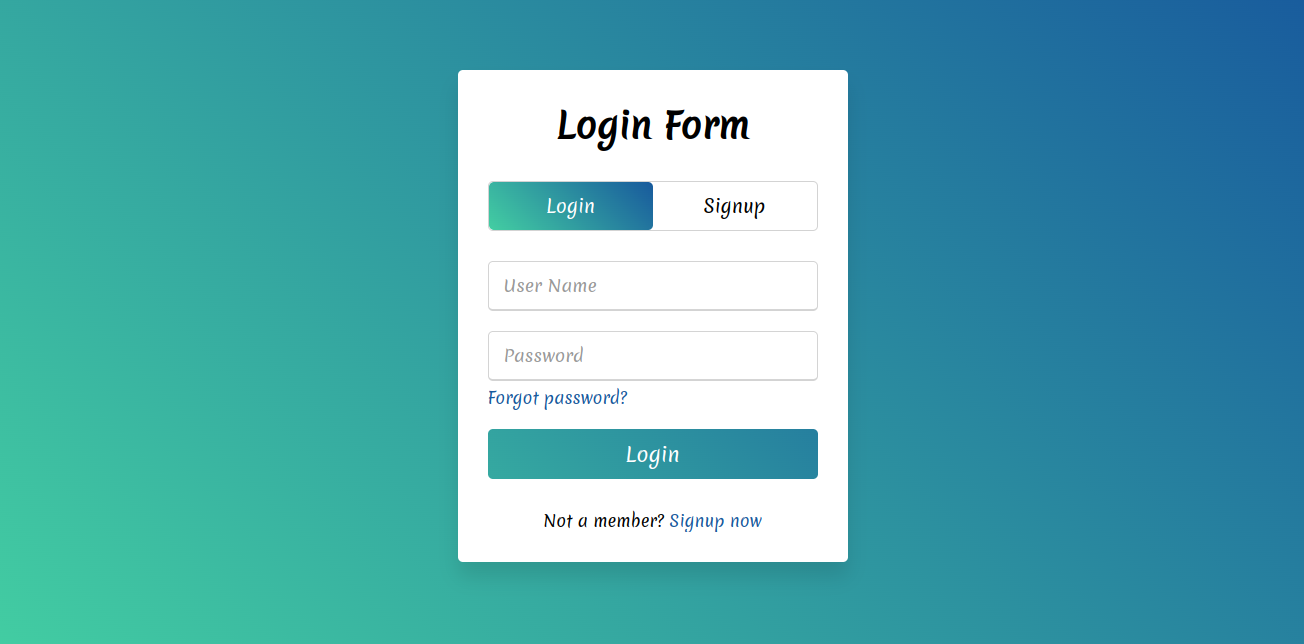 Login Form
Login Signup
User Name
Password
Forgot password?
Login
Not a member? Signup now